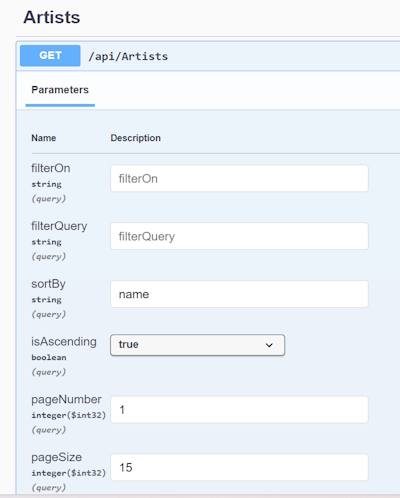 Artists
GET /api/Artists
Parameters
Name Description
filterOn
string
(query)
filterOn
filterQuery
string
(query)
filterQuery
sortBy
string
(query)
name
isAscending
boolean
(query)
true
pageNumber
integer($int32)
(query)
1
pageSize
integer($int32)
(query)
15